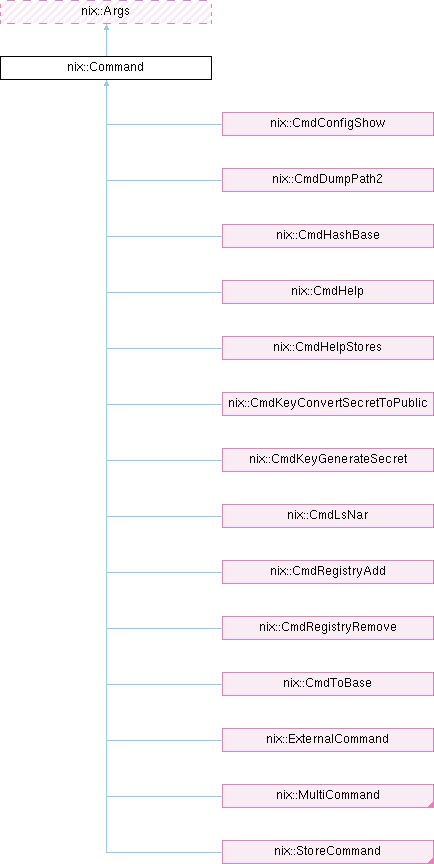 nix::Args
nix::Command
nix::CmdConfigShow
nix::CmdDumpPath2
nix::CmdHashBase
nix::CmdHelp
nix::CmdHelpStores
nix::CmdKeyConvertSecretToPublic
nix::CmdKeyGenerateSecret
nix::CmdLsNar
nix::CmdRegistryAdd
nix::CmdRegistryRemove
nix::CmdToBase
nix::ExternalCommand
nix::MultiCommand
nix::StoreCommand